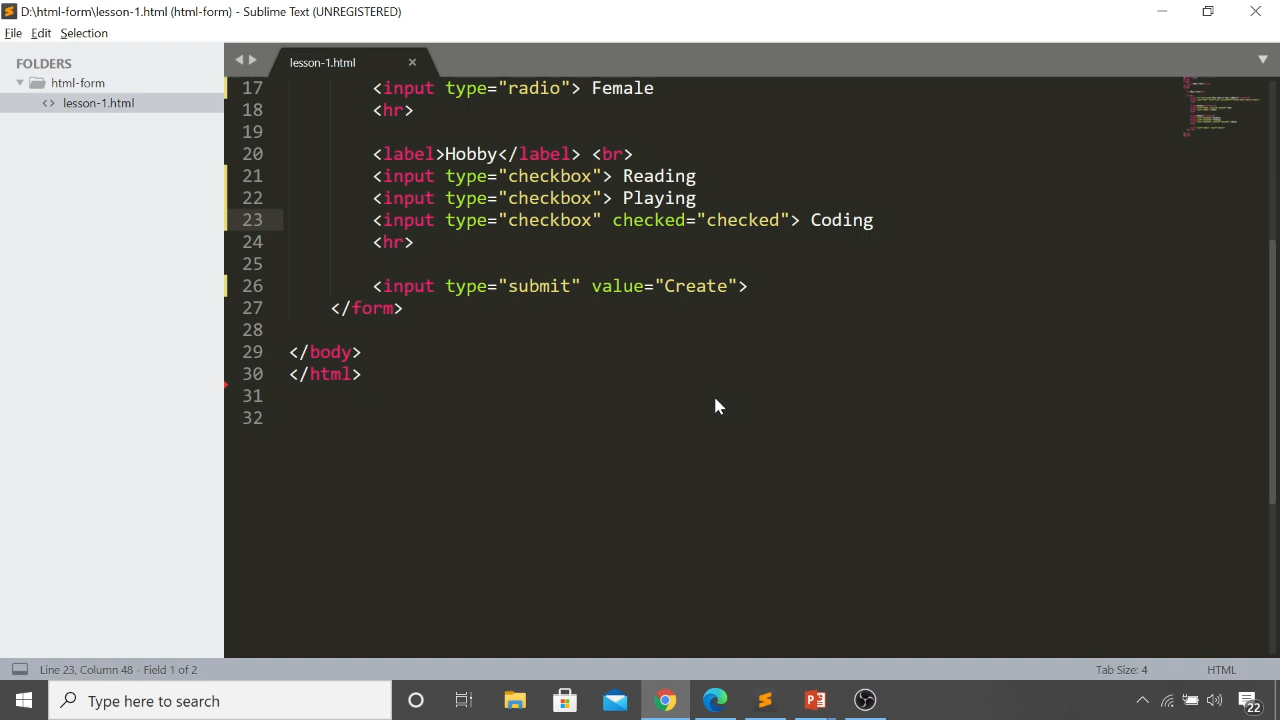 D:\html-form\lesson-1.html (html-form) - Sublime Text (UNREGISTERED)
File Edit Selection
FOLDERS
html-form
<> lesson-1.html
lesson-1.html
17 <input type="radio"> Female
18 <hr>
19
20 <label>Hobby</label> <br>
21 <input type="checkbox"> Reading
22 <input type="checkbox"> Playing
23 <input type="checkbox" checked="checked"> Coding
24 <hr>
25
26 <input type="submit" value="Create">
27 </form>
28
29 </body>
30 </html>
31
32
Line 23, Column 48 - Field 1 of 2
Tab Size: 4
HTML
Type here to search
22